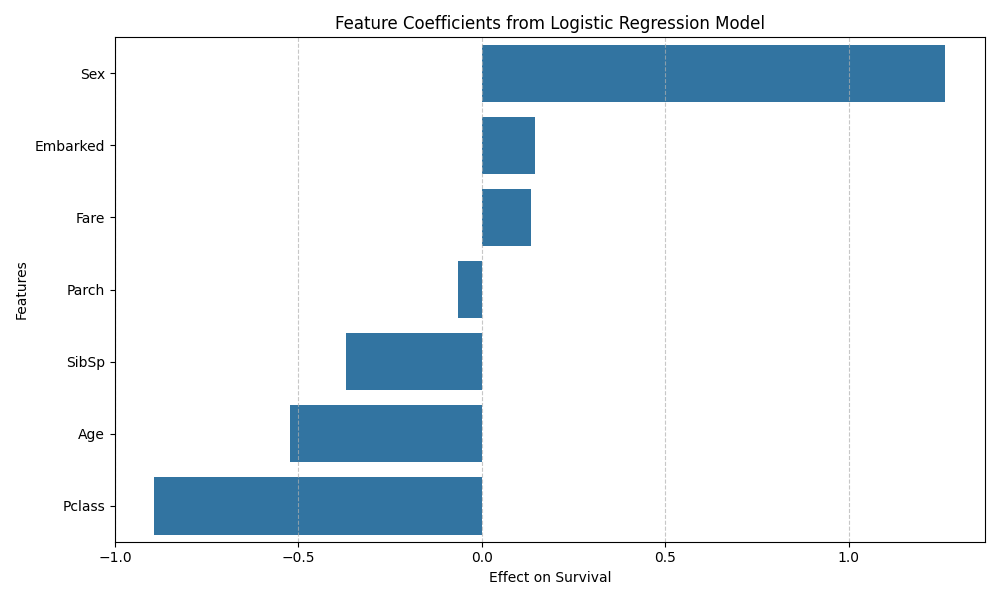 Feature Coefficients from Logistic Regression Model
Features
Sex
Embarked
Fare
Parch
SibSp
Age
Pclass
−1.0 −0.5 0.0 0.5 1.0
Effect on Survival